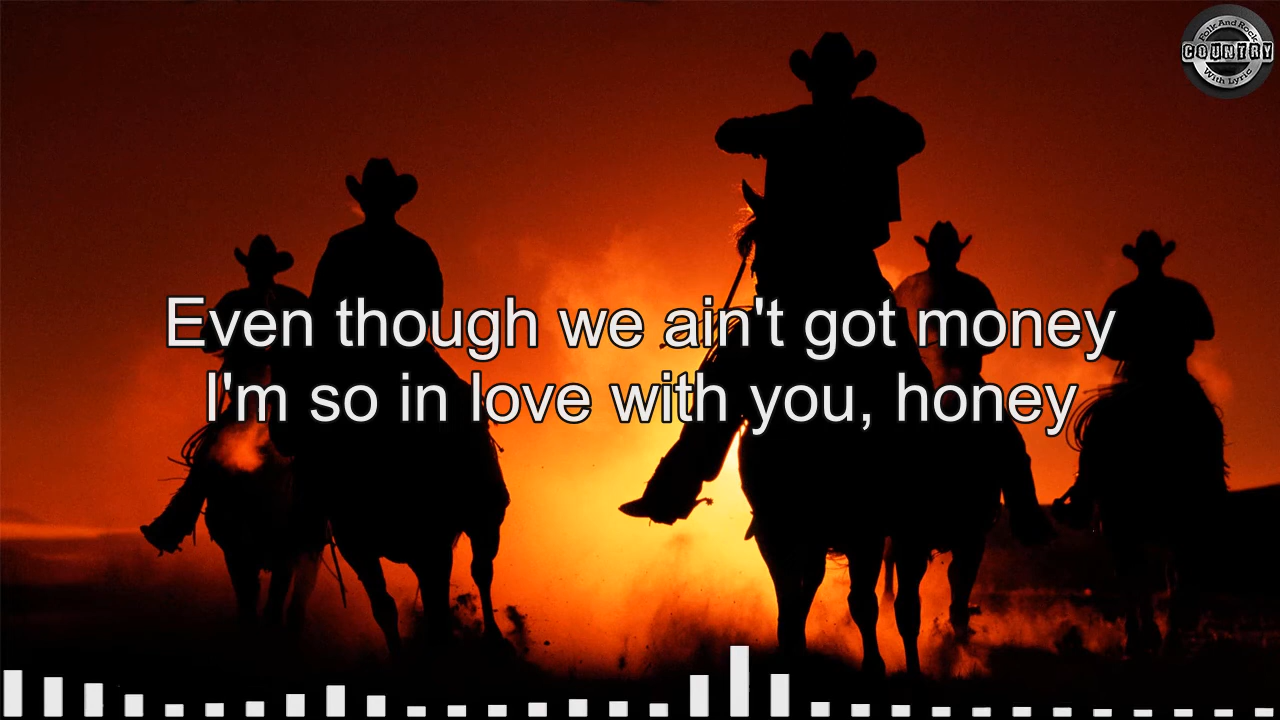 Folk And Rock
COUNTRY
With Lyric
Even though we ain't got money
I'm so in love with you, honey